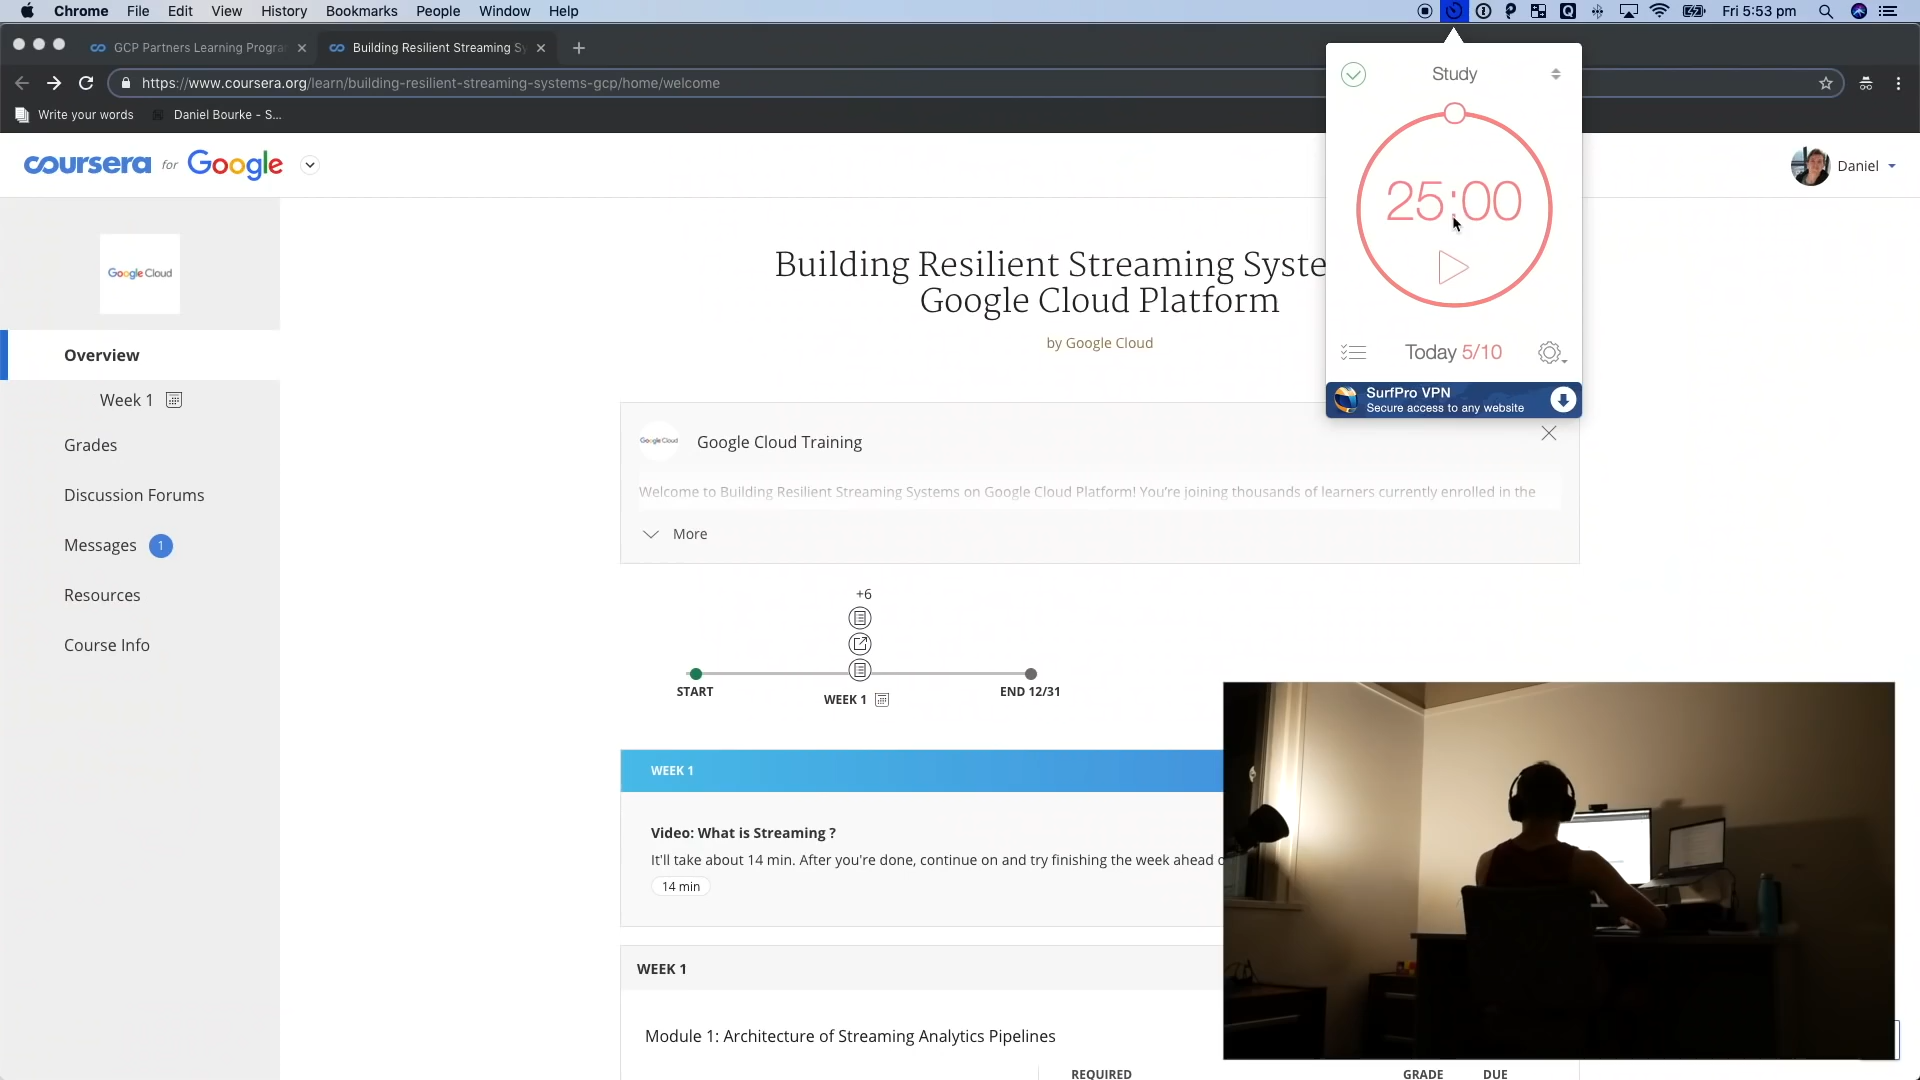 Chrome File Edit View History Bookmarks People Window Help Fri 5:53 pm
GCP Partners Learning Progra
Building Resilient Streaming Sy
https://www.coursera.org/learn/building-resilient-streaming-systems-gcp/home/welcome
Write your words
Daniel Bourke - S...
coursera for Google
Daniel
Study
25:00
Today 5/10
SurfPro VPN
Secure access to any website
Google Cloud
Overview
Week 1
Grades
Discussion Forums
Messages 1
Resources
Course Info
Building Resilient Streaming Syste
Google Cloud Platform
by Google Cloud
Google Cloud
Google Cloud Training
Welcome to Building Resilient Streaming Systems on Google Cloud Platform! You're joining thousands of learners currently enrolled in the
More
+6
START
WEEK 1
END 12/31
WEEK 1
Video: What is Streaming ?
It'll take about 14 min. After you're done, continue on and try finishing the week ahead o
14 min
WEEK 1
Module 1: Architecture of Streaming Analytics Pipelines
REQUIRED
GRADE
DUE